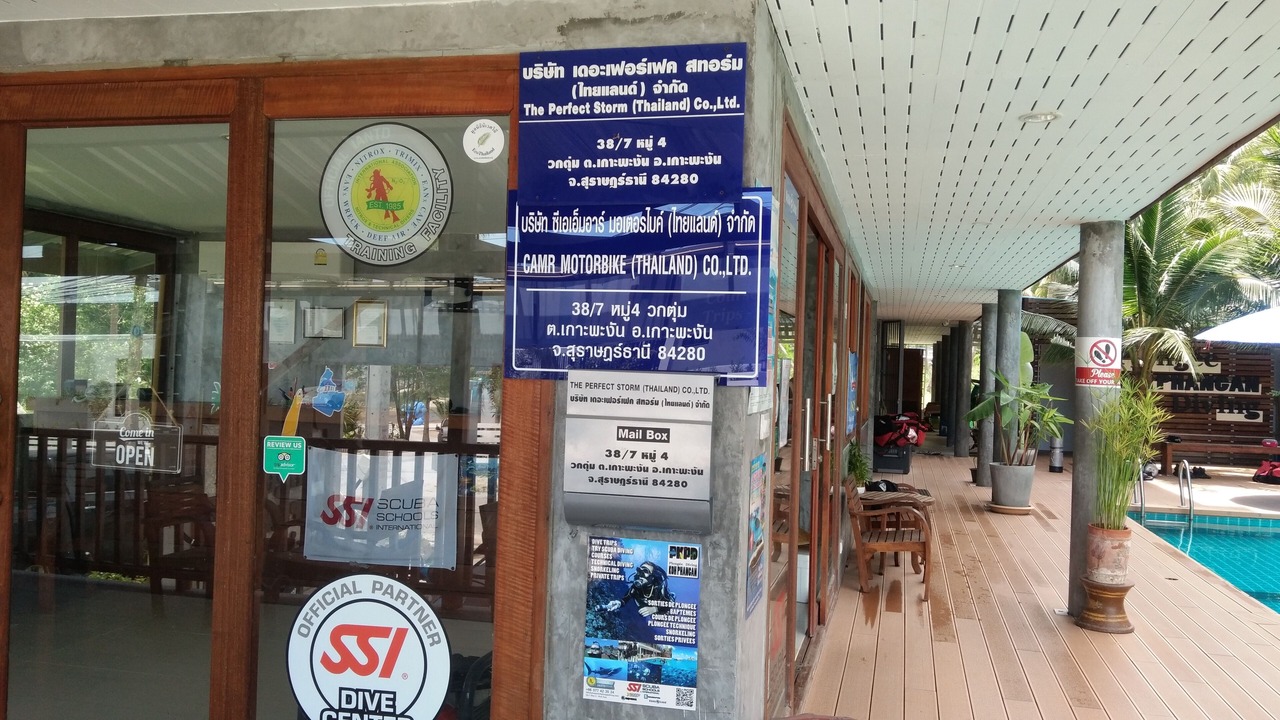 บริษัท เดอะเพอร์เฟค สทอร์ม
(ไทยแลนด์) จำกัด
The Perfect Storm (Thailand) Co.,Ltd.
38/7 หมู่ 4
วกตุ่ม ต.เกาะพะงัน อ.เกาะพะงัน
จ.สุราษฎร์ธานี 84280
บริษัท ซีเอเอ็มอาร์ มอเตอร์ไบค์ (ไทยแลนด์) จำกัด
CAMR MOTORBIKE (THAILAND) CO.,LTD.
38/7 หมู่4 วกตุ่ม
ต.เกาะพะงัน อ.เกาะพะงัน
จ.สุราษฎร์ธานี 84280
THE PERFECT STORM (THAILAND) CO.,LTD.
บริษัท เดอะเพอร์เฟค สทอร์ม (ไทยแลนด์) จำกัด
Mail Box
38/7 หมู่ 4
วกตุ่ม ต.เกาะพะงัน อ.เกาะพะงัน
จ.สุราษฎร์ธานี 84280
NITROX · TRIMIX
WRECK · DEEP AIR
EST. 1985
TRAINING FACILITY
Come in
we're
OPEN
REVIEW US
SSI SCUBA
SCHOOLS
INTERNATIONAL
OFFICIAL PARTNER
SSI
DIVE
CENTER
DIVE TRIPS
TRY SCUBA DIVING
COURSES
TECHNICAL DIVING
SNORKELING
PRIVATE TRIPS
SORTIES DE PLONGEE
BAPTEMES
COURS DE PLONGEE
PLONGEE TECHNIQUE
SNORKELING
SORTIES PRIVEES
SSI SCUBA
SCHOOLS
Please
TAKE OFF YOUR
PHANGAN